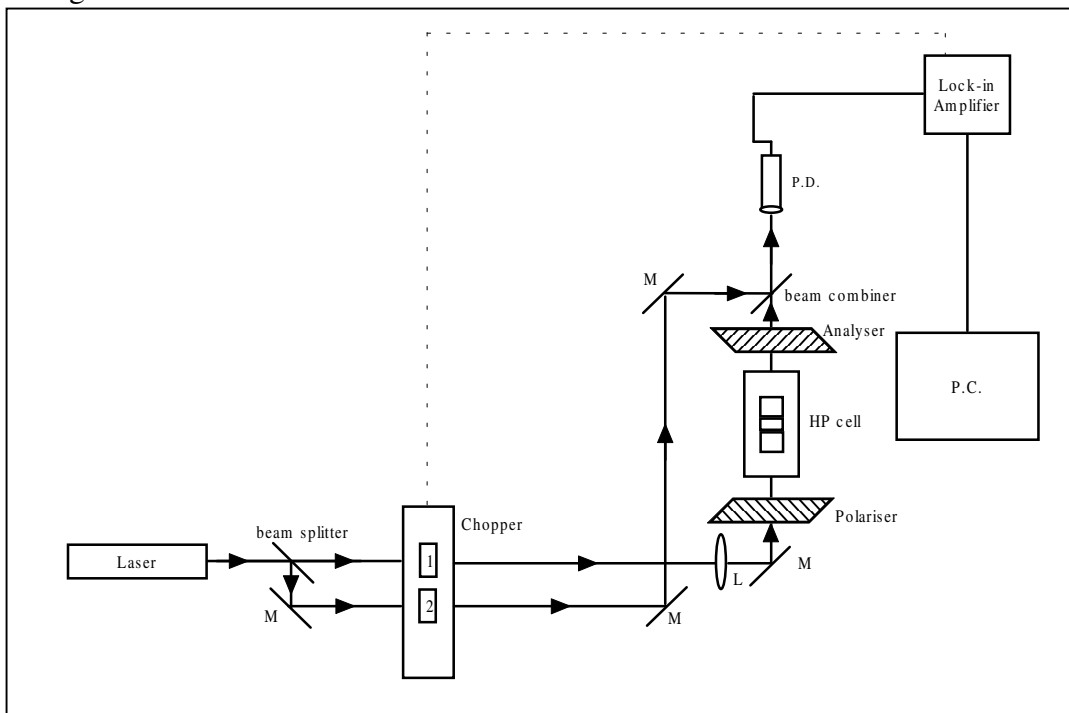 Lock-in
Amplifier
P.D.
M
beam combiner
Analyser
P.C.
HP cell
Chopper
Polariser
beam splitter
Laser
1
M
L
2
M
M